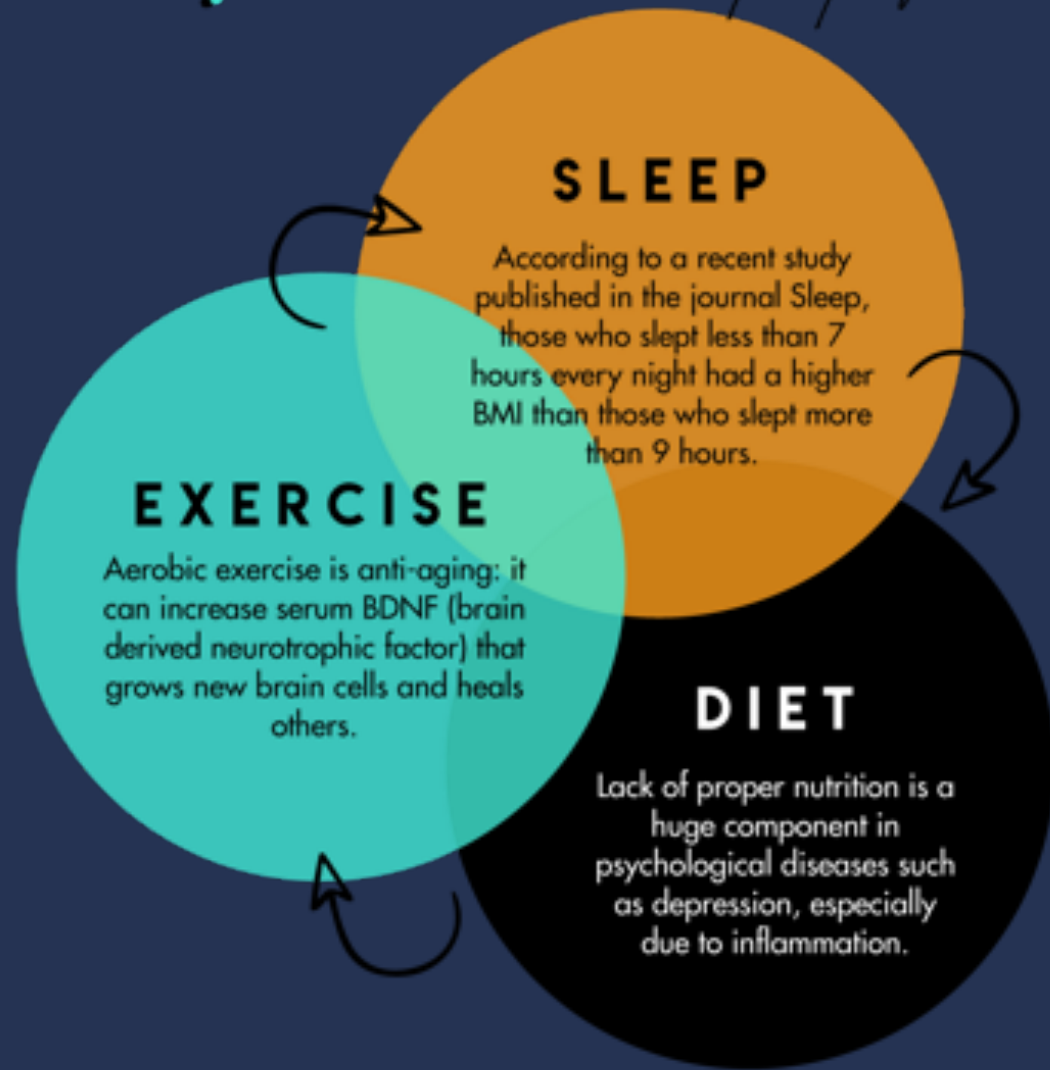 SLEEP
According to a recent study
published in the journal Sleep,
those who slept less than 7
hours every night had a higher
BMI than those who slept more
than 9 hours.
EXERCISE
Aerobic exercise is anti-aging: it
can increase serum BDNF (brain
derived neurotrophic factor) that
grows new brain cells and heals
others.
DIET
Lack of proper nutrition is a
huge component in
psychological diseases such
as depression, especially
due to inflammation.